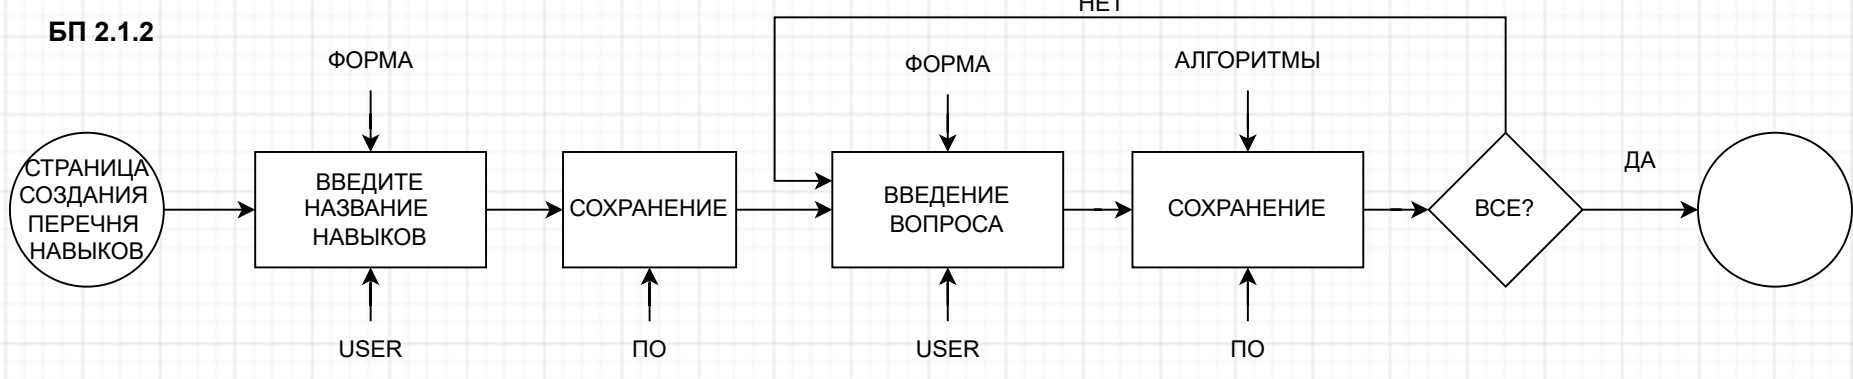 НЕТ
БП 2.1.2
ФОРМА
ФОРМА
АЛГОРИТМЫ
СТРАНИЦА
СОЗДАНИЯ
ПЕРЕЧНЯ
НАВЫКОВ
ВВЕДИТЕ
НАЗВАНИЕ
НАВЫКОВ
СОХРАНЕНИЕ
ВВЕДЕНИЕ
ВОПРОСА
СОХРАНЕНИЕ
ВСЕ?
ДА
USER
ПО
USER
ПО